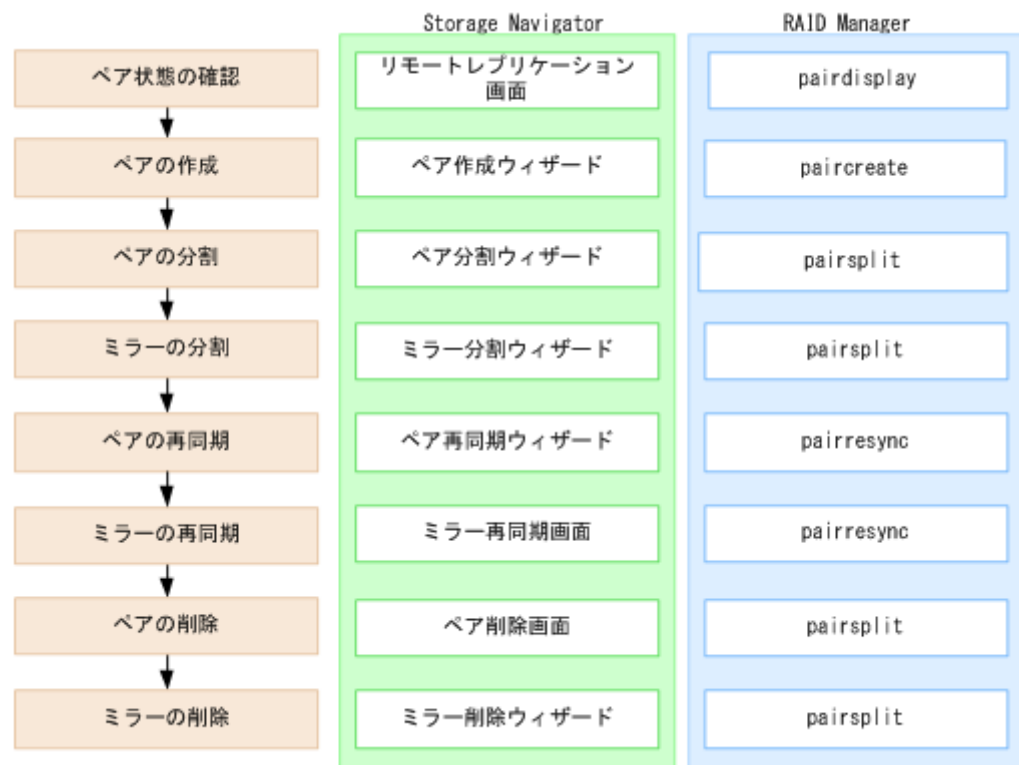 Storage Navigator
RAID Manager
ペア状態の確認
リモートレプリケーション
画面
pairdisplay
ペアの作成
ペア作成ウィザード
paircreate
ペアの分割
ペア分割ウィザード
pairsplit
ミラーの分割
ミラー分割ウィザード
pairsplit
ペアの再同期
ペア再同期ウィザード
pairresync
ミラーの再同期
ミラー再同期画面
pairresync
ペアの削除
ペア削除画面
pairsplit
ミラーの削除
ミラー削除ウィザード
pairsplit